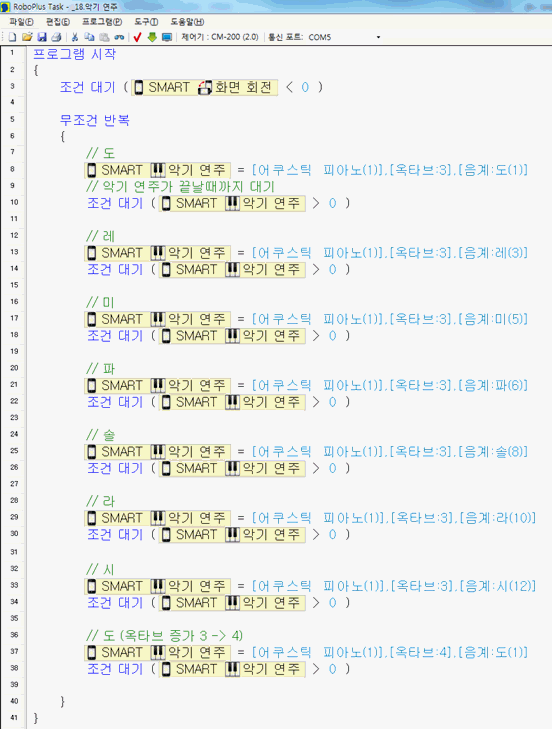 RoboPlus Task - _18.악기 연주
파일(F) 편집(E) 프로그램(P) 도구(T) 도움말(H)
제어기 : CM-200 (2.0) 통신 포트: COM5
1 프로그램 시작
2 {
3 조건 대기 ( SMART 화면 회전 < 0 )
4
5 무조건 반복
6 {
7 // 도
8 SMART 악기 연주 = [어쿠스틱 피아노(1)].[옥타브:3].[음계:도(1)]
9 // 악기 연주가 끝날때까지 대기
10 조건 대기 ( SMART 악기 연주 > 0 )
11
12 // 레
13 SMART 악기 연주 = [어쿠스틱 피아노(1)].[옥타브:3].[음계:레(3)]
14 조건 대기 ( SMART 악기 연주 > 0 )
15
16 // 미
17 SMART 악기 연주 = [어쿠스틱 피아노(1)].[옥타브:3].[음계:미(5)]
18 조건 대기 ( SMART 악기 연주 > 0 )
19
20 // 파
21 SMART 악기 연주 = [어쿠스틱 피아노(1)].[옥타브:3].[음계:파(6)]
22 조건 대기 ( SMART 악기 연주 > 0 )
23
24 // 솔
25 SMART 악기 연주 = [어쿠스틱 피아노(1)].[옥타브:3].[음계:솔(8)]
26 조건 대기 ( SMART 악기 연주 > 0 )
27
28 // 라
29 SMART 악기 연주 = [어쿠스틱 피아노(1)].[옥타브:3].[음계:라(10)]
30 조건 대기 ( SMART 악기 연주 > 0 )
31
32 // 시
33 SMART 악기 연주 = [어쿠스틱 피아노(1)].[옥타브:3].[음계:시(12)]
34 조건 대기 ( SMART 악기 연주 > 0 )
35
36 // 도 (옥타브 증가 3 -> 4)
37 SMART 악기 연주 = [어쿠스틱 피아노(1)].[옥타브:4].[음계:도(1)]
38 조건 대기 ( SMART 악기 연주 > 0 )
39
40 }
41 }